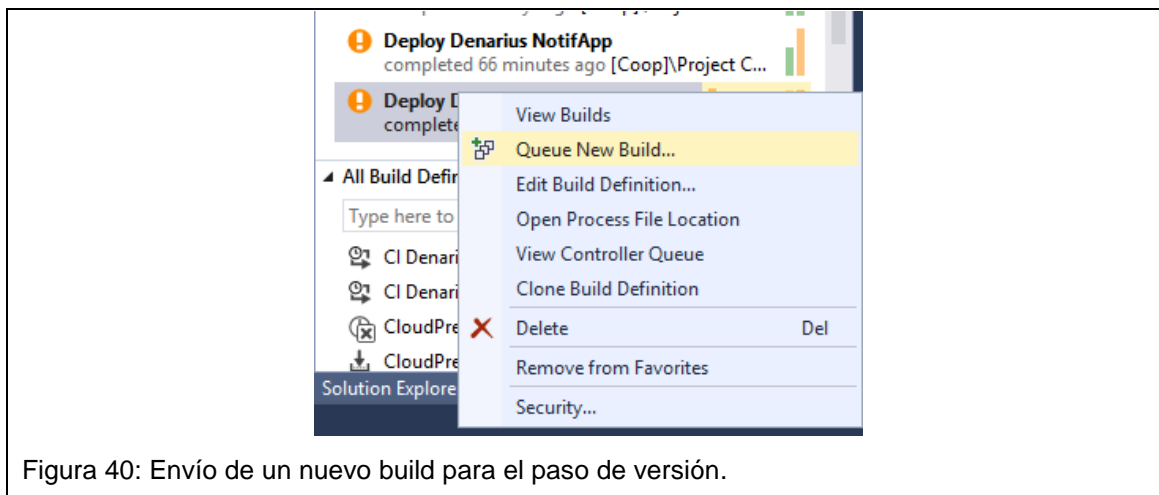 Deploy Denarius NotifApp
completed 66 minutes ago [Coop]\Project C...
Deploy
complete
View Builds
Queue New Build...
All Build Defin
Edit Build Definition...
Type here to
Open Process File Location
CI Denari
View Controller Queue
CI Denari
Clone Build Definition
CloudPre
Delete Del
CloudPre
Remove from Favorites
Solution Explore
Security...
Figura 40: Envío de un nuevo build para el paso de versión.